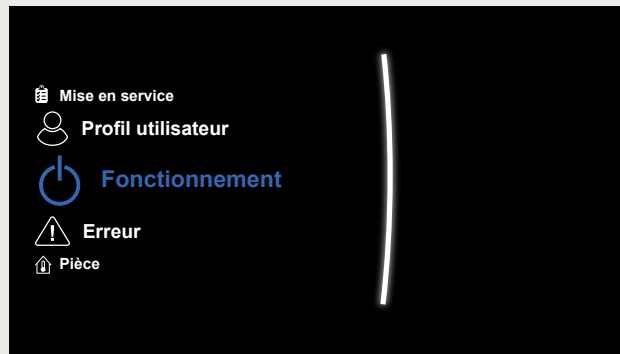 Mise en service
Profil utilisateur
Fonctionnement
Erreur
Pièce